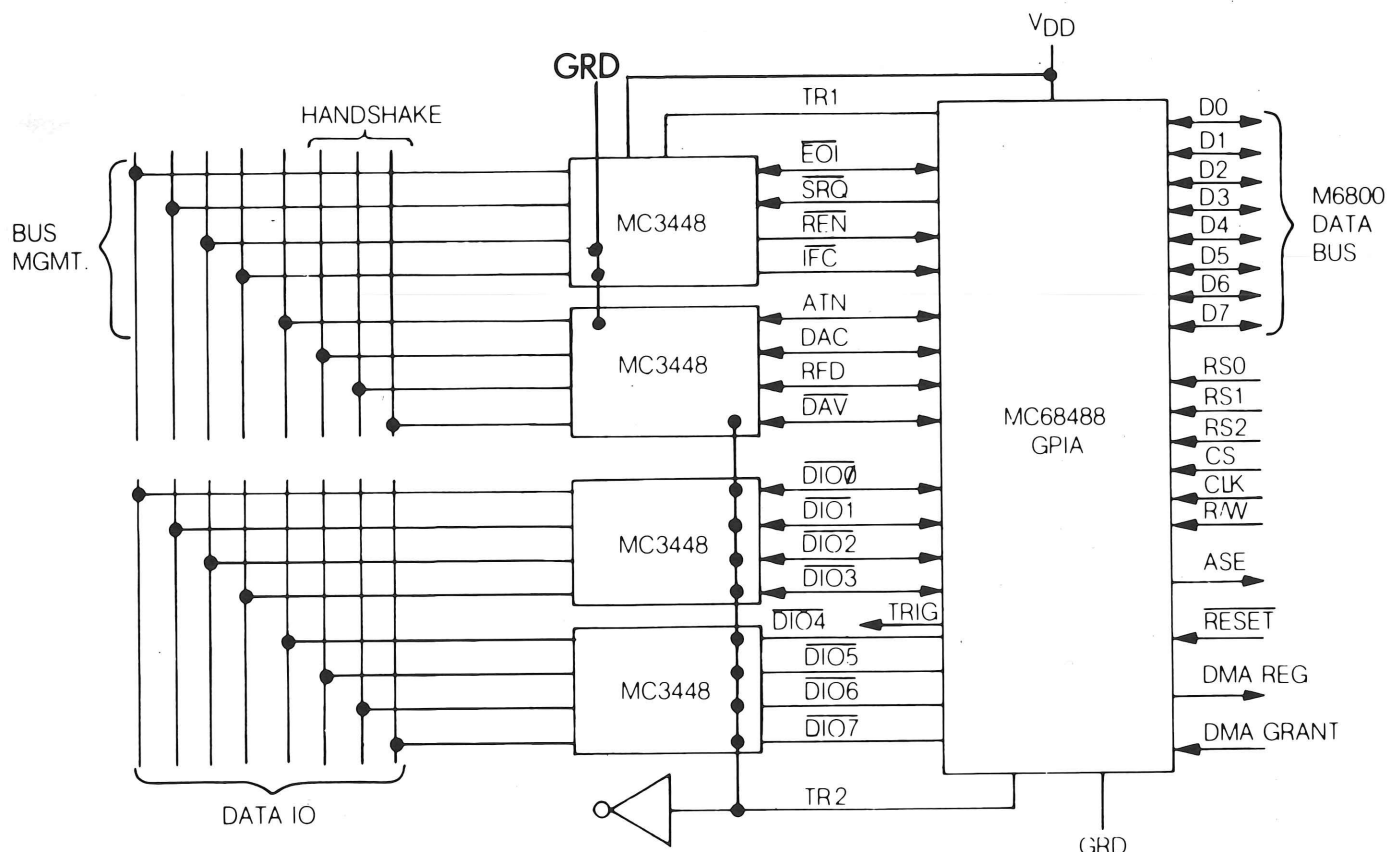 VDD
GRD
TR1
HANDSHAKE
BUS
MGMT.
MC3448
EOI
SRQ
REN
IFC
MC3448
ATN
DAC
RFD
DAV
MC3448
DIO0
DIO1
DIO2
DIO3
MC3448
DIO4
TRIG
DIO5
DIO6
DIO7
TR2
DATA IO
MC68488
GPIA
GRD
D0
D1
D2
D3
D4
D5
D6
D7
M6800
DATA
BUS
RS0
RS1
RS2
CS
CLK
R/W
ASE
RESET
DMA REG
DMA GRANT